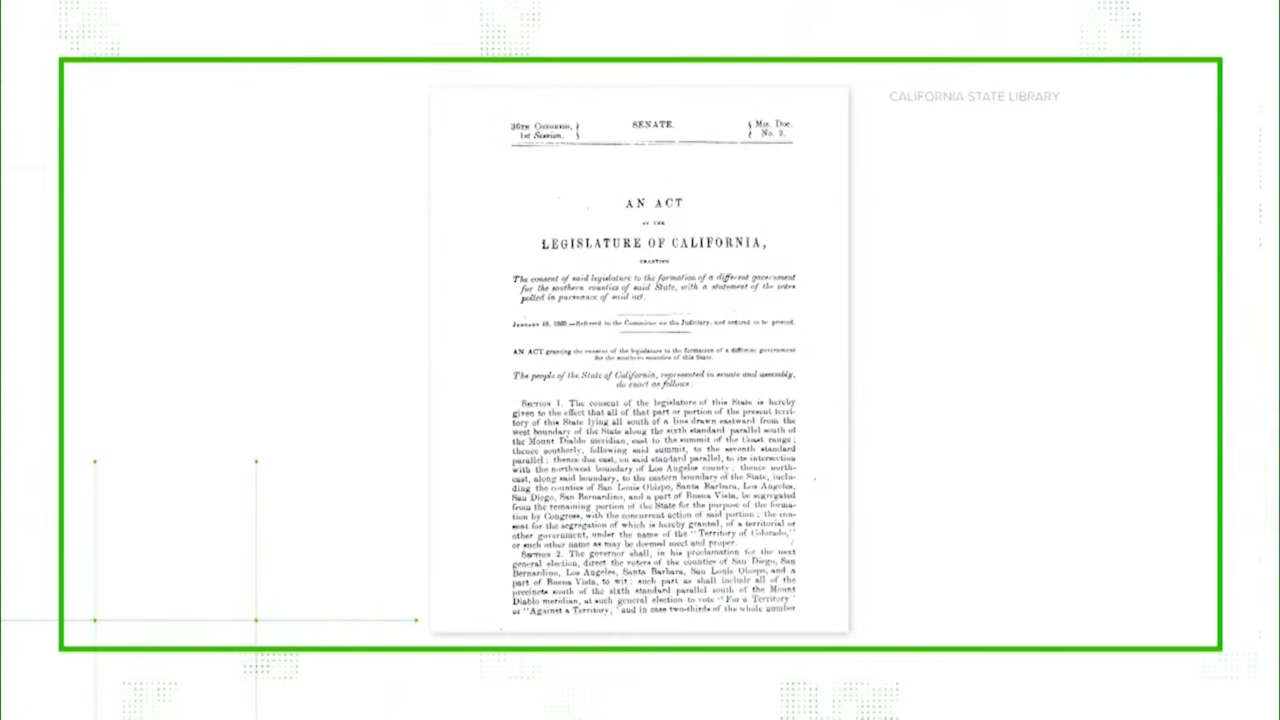 CALIFORNIA STATE LIBRARY
36TH CONGRESS, SENATE. MIS. DOC.
1st Session. No. 2.
AN ACT
OF THE
LEGISLATURE OF CALIFORNIA,
GRANTING
The consent of said legislature to the formation of a different government
for the southern counties of said State, with a statement of the votes
polled in pursuance of said act.
JANUARY 18, 1860.—Referred to the Committee on the Judiciary, and ordered to be printed.
AN ACT granting the consent of the legislature to the formation of a different government
for the southern counties of this State.
The people of the State of California, represented in senate and assembly,
do enact as follows:
SECTION 1. The consent of the legislature of this State is hereby
given to the effect that all of that part or portion of the present terri-
tory of this State lying all south of a line drawn eastward from the
west boundary of the State along the sixth standard parallel south of
the Mount Diablo meridian, east to the summit of the Coast range;
thence southerly, following said summit, to the seventh standard
parallel; thence due east, on said standard parallel, to its intersection
with the northwest boundary of Los Angeles county; thence north-
east, along said boundary, to the eastern boundary of the State, inclu-
ding the counties of San Louis Obispo, Santa Barbara, Los Angeles,
San Diego, San Bernardino, and a part of Buena Vista, be segregated
from the remaining portion of the State for the purpose of the forma-
tion by Congress, with the concurrent action of said portion; the con-
sent for the segregation of which is hereby granted, of a territorial or
other government, under the name of the "Territory of Colorado,"
or such other name as may be deemed meet and proper.
SECTION 2. The governor shall, in his proclamation for the next
general election, direct the voters of the counties of San Diego, San
Bernardino, Los Angeles, Santa Barbara, San Louis Obispo, and a
part of Buena Vista, to wit: such part as shall include all of the
precincts south of the sixth standard parallel south of the Mount
Diablo meridian, at such general election to vote "For a Territory"
or "Against a Territory;" and in case two-thirds of the whole number